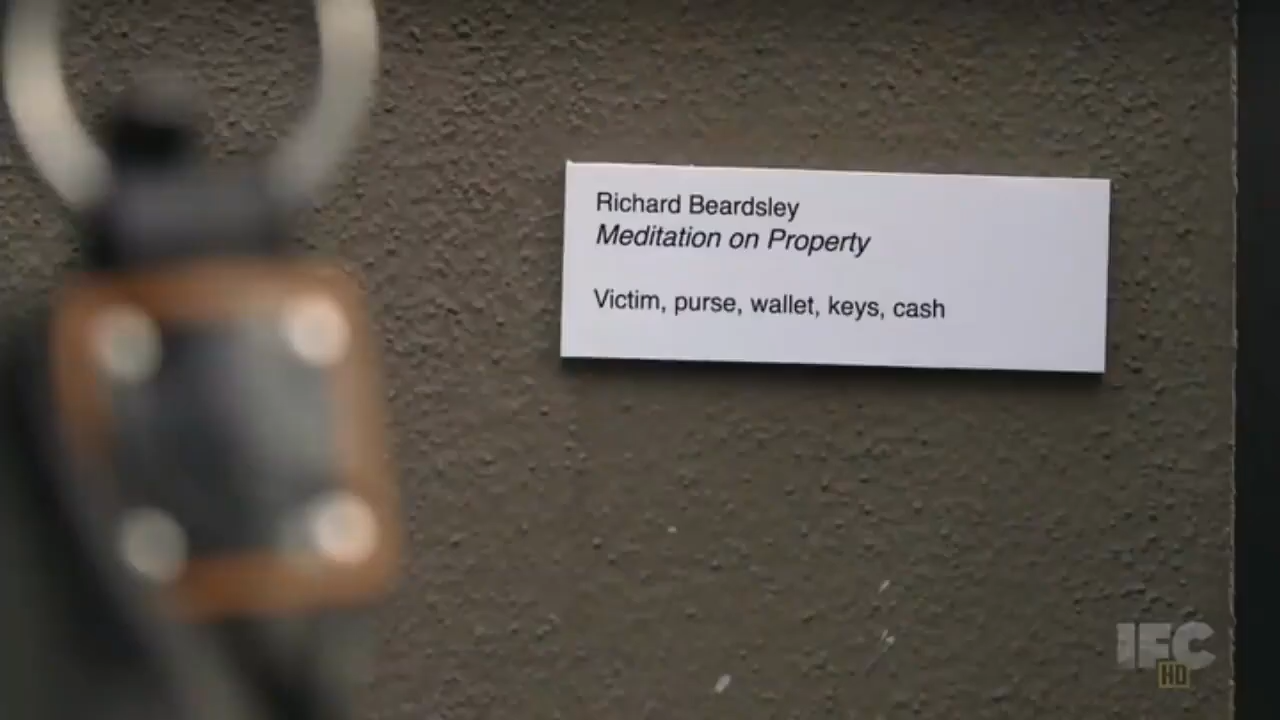 Richard Beardsley
Meditation on Property
Victim, purse, wallet, keys, cash
IFC
HD